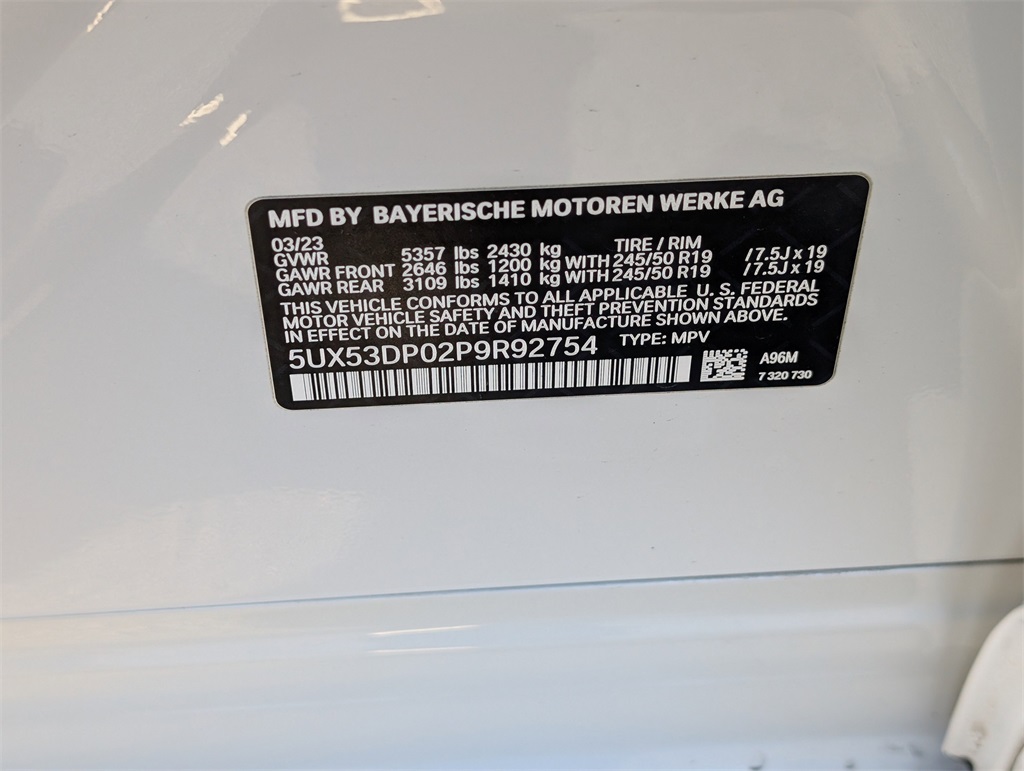 MFD BY BAYERISCHE MOTOREN WERKE AG
03/23 TIRE / RIM
GVWR 5357 lbs 2430 kg
GAWR FRONT 2646 lbs 1200 kg WITH 245/50 R19 /7.5J x 19
GAWR REAR 3109 lbs 1410 kg WITH 245/50 R19 /7.5J x 19
THIS VEHICLE CONFORMS TO ALL APPLICABLE U. S. FEDERAL
MOTOR VEHICLE SAFETY AND THEFT PREVENTION STANDARDS
IN EFFECT ON THE DATE OF MANUFACTURE SHOWN ABOVE.
5UX53DP02P9R92754 TYPE: MPV
A96M
7 320 730